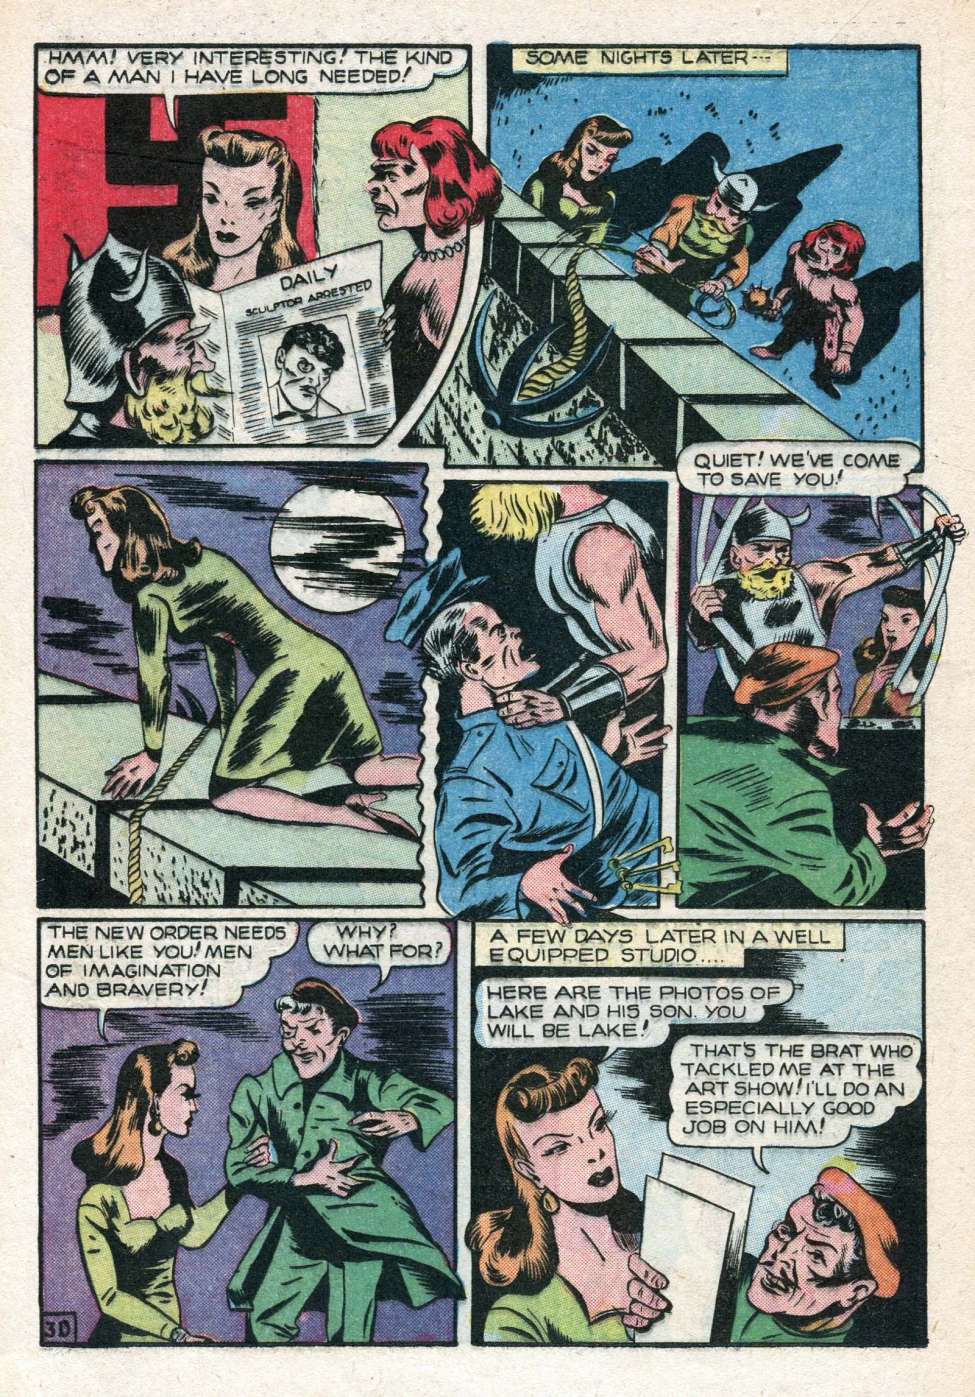 HMM! VERY INTERESTING! THE KIND
OF A MAN I HAVE LONG NEEDED!
DAILY
SCULPTOR ARRESTED
SOME NIGHTS LATER---
QUIET! WE'VE COME
TO SAVE YOU!
THE NEW ORDER NEEDS
MEN LIKE YOU! MEN
OF IMAGINATION
AND BRAVERY!
WHY?
WHAT FOR?
3D
A FEW DAYS LATER IN A WELL
EQUIPPED STUDIO....
HERE ARE THE PHOTOS OF
LAKE AND HIS SON. YOU
WILL BE LAKE!
THAT'S THE BRAT WHO
TACKLED ME AT THE
ART SHOW! I'LL DO AN
ESPECIALLY GOOD
JOB ON HIM!